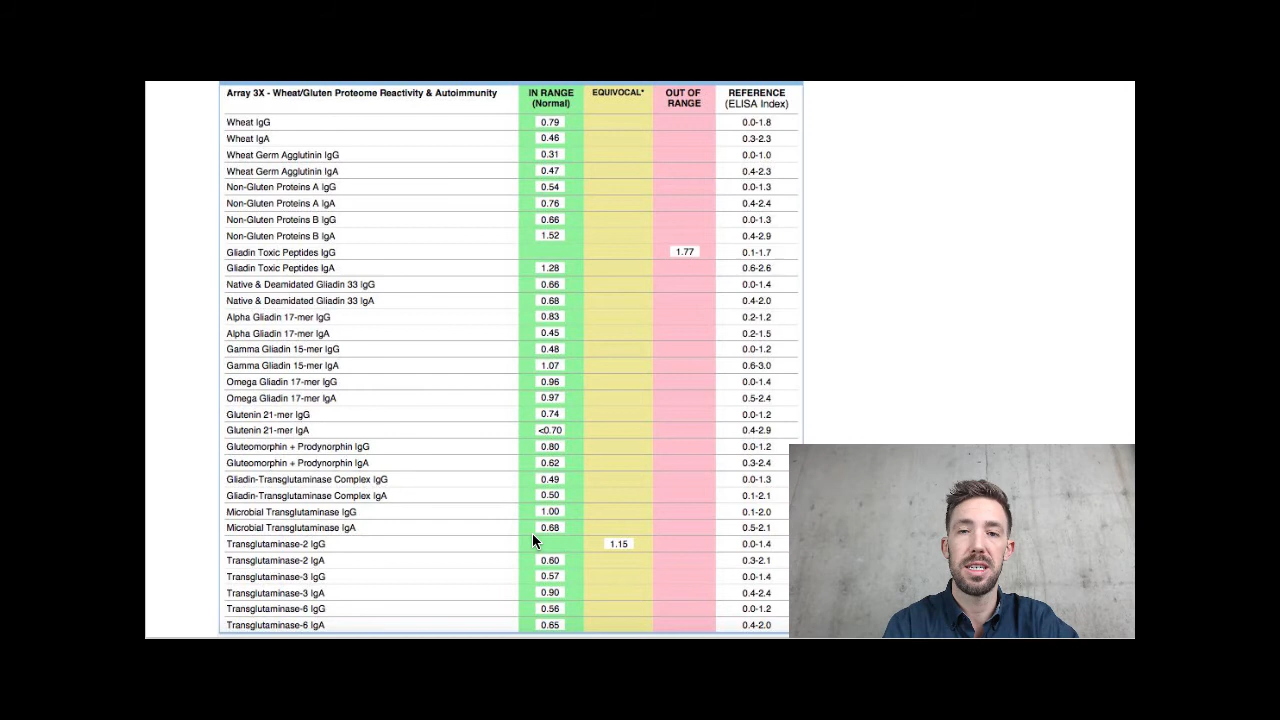 Array 3X - Wheat/Gluten Proteome Reactivity & Autoimmunity IN RANGE (Normal) EQUIVOCAL* OUT OF RANGE REFERENCE (ELISA Index)
Wheat IgG 0.79 0.0-1.8
Wheat IgA 0.46 0.3-2.3
Wheat Germ Agglutinin IgG 0.31 0.0-1.0
Wheat Germ Agglutinin IgA 0.47 0.4-2.3
Non-Gluten Proteins A IgG 0.54 0.0-1.3
Non-Gluten Proteins A IgA 0.76 0.4-2.4
Non-Gluten Proteins B IgG 0.66 0.0-1.3
Non-Gluten Proteins B IgA 1.52 0.4-2.9
Gliadin Toxic Peptides IgG 1.77 0.1-1.7
Gliadin Toxic Peptides IgA 1.28 0.6-2.6
Native & Deamidated Gliadin 33 IgG 0.66 0.0-1.4
Native & Deamidated Gliadin 33 IgA 0.68 0.4-2.0
Alpha Gliadin 17-mer IgG 0.83 0.2-1.2
Alpha Gliadin 17-mer IgA 0.45 0.2-1.5
Gamma Gliadin 15-mer IgG 0.48 0.0-1.2
Gamma Gliadin 15-mer IgA 1.07 0.6-3.0
Omega Gliadin 17-mer IgG 0.96 0.0-1.4
Omega Gliadin 17-mer IgA 0.97 0.5-2.4
Glutenin 21-mer IgG 0.74 0.0-1.2
Glutenin 21-mer IgA <0.70 0.4-2.9
Gluteomorphin + Prodynorphin IgG 0.80 0.0-1.2
Gluteomorphin + Prodynorphin IgA 0.62 0.3-2.4
Gliadin-Transglutaminase Complex IgG 0.49 0.0-1.3
Gliadin-Transglutaminase Complex IgA 0.50 0.1-2.1
Microbial Transglutaminase IgG 1.00 0.1-2.0
Microbial Transglutaminase IgA 0.68 0.5-2.1
Transglutaminase-2 IgG 1.15 0.0-1.4
Transglutaminase-2 IgA 0.60 0.3-2.1
Transglutaminase-3 IgG 0.57 0.0-1.4
Transglutaminase-3 IgA 0.90 0.4-2.4
Transglutaminase-6 IgG 0.56 0.0-1.2
Transglutaminase-6 IgA 0.65 0.4-2.0